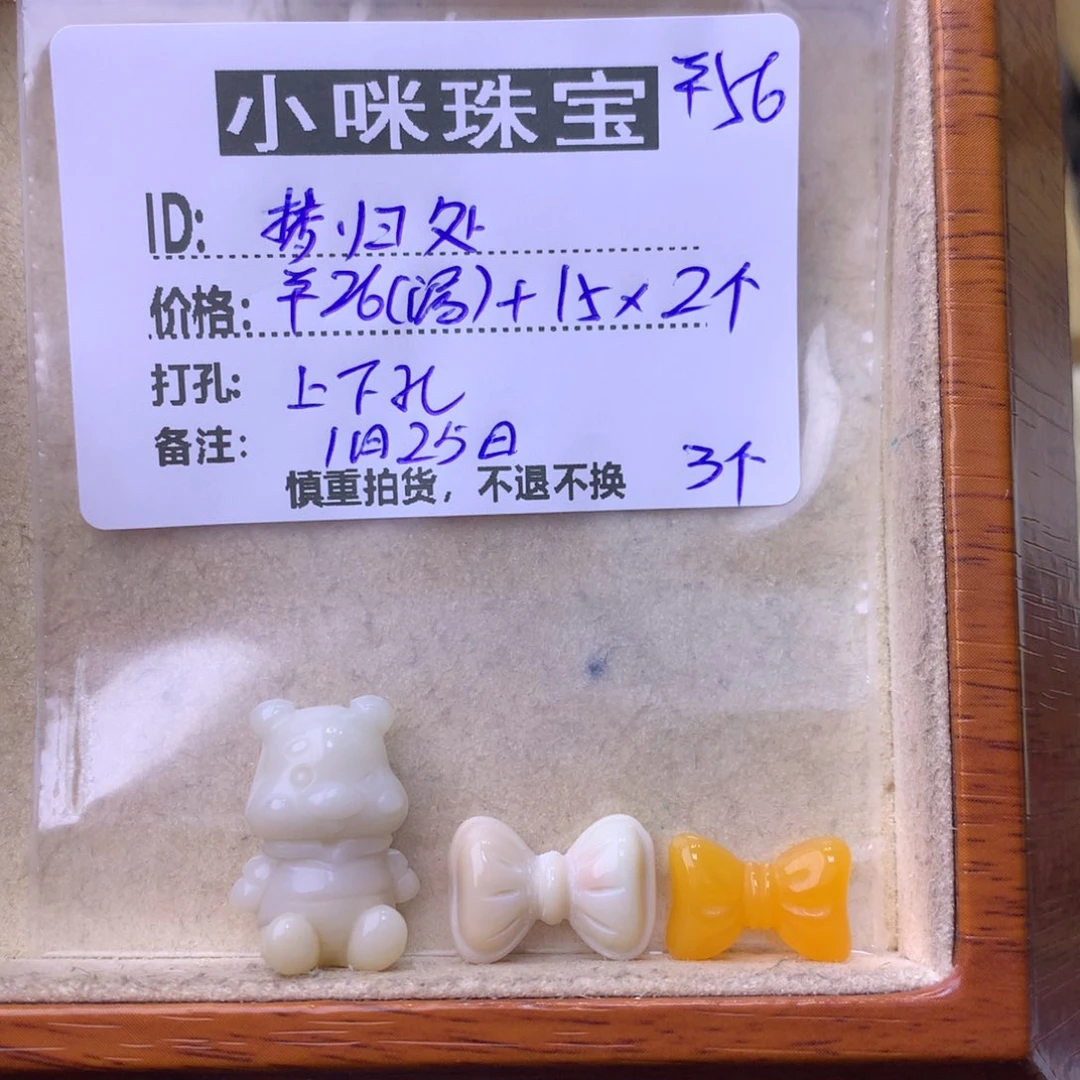 小咪珠宝 ¥56
ID: 梦归处
价格: ¥26(漏)+15×2个
打孔: 上下孔
备注: 1月25日
慎重拍货，不退不换 3个